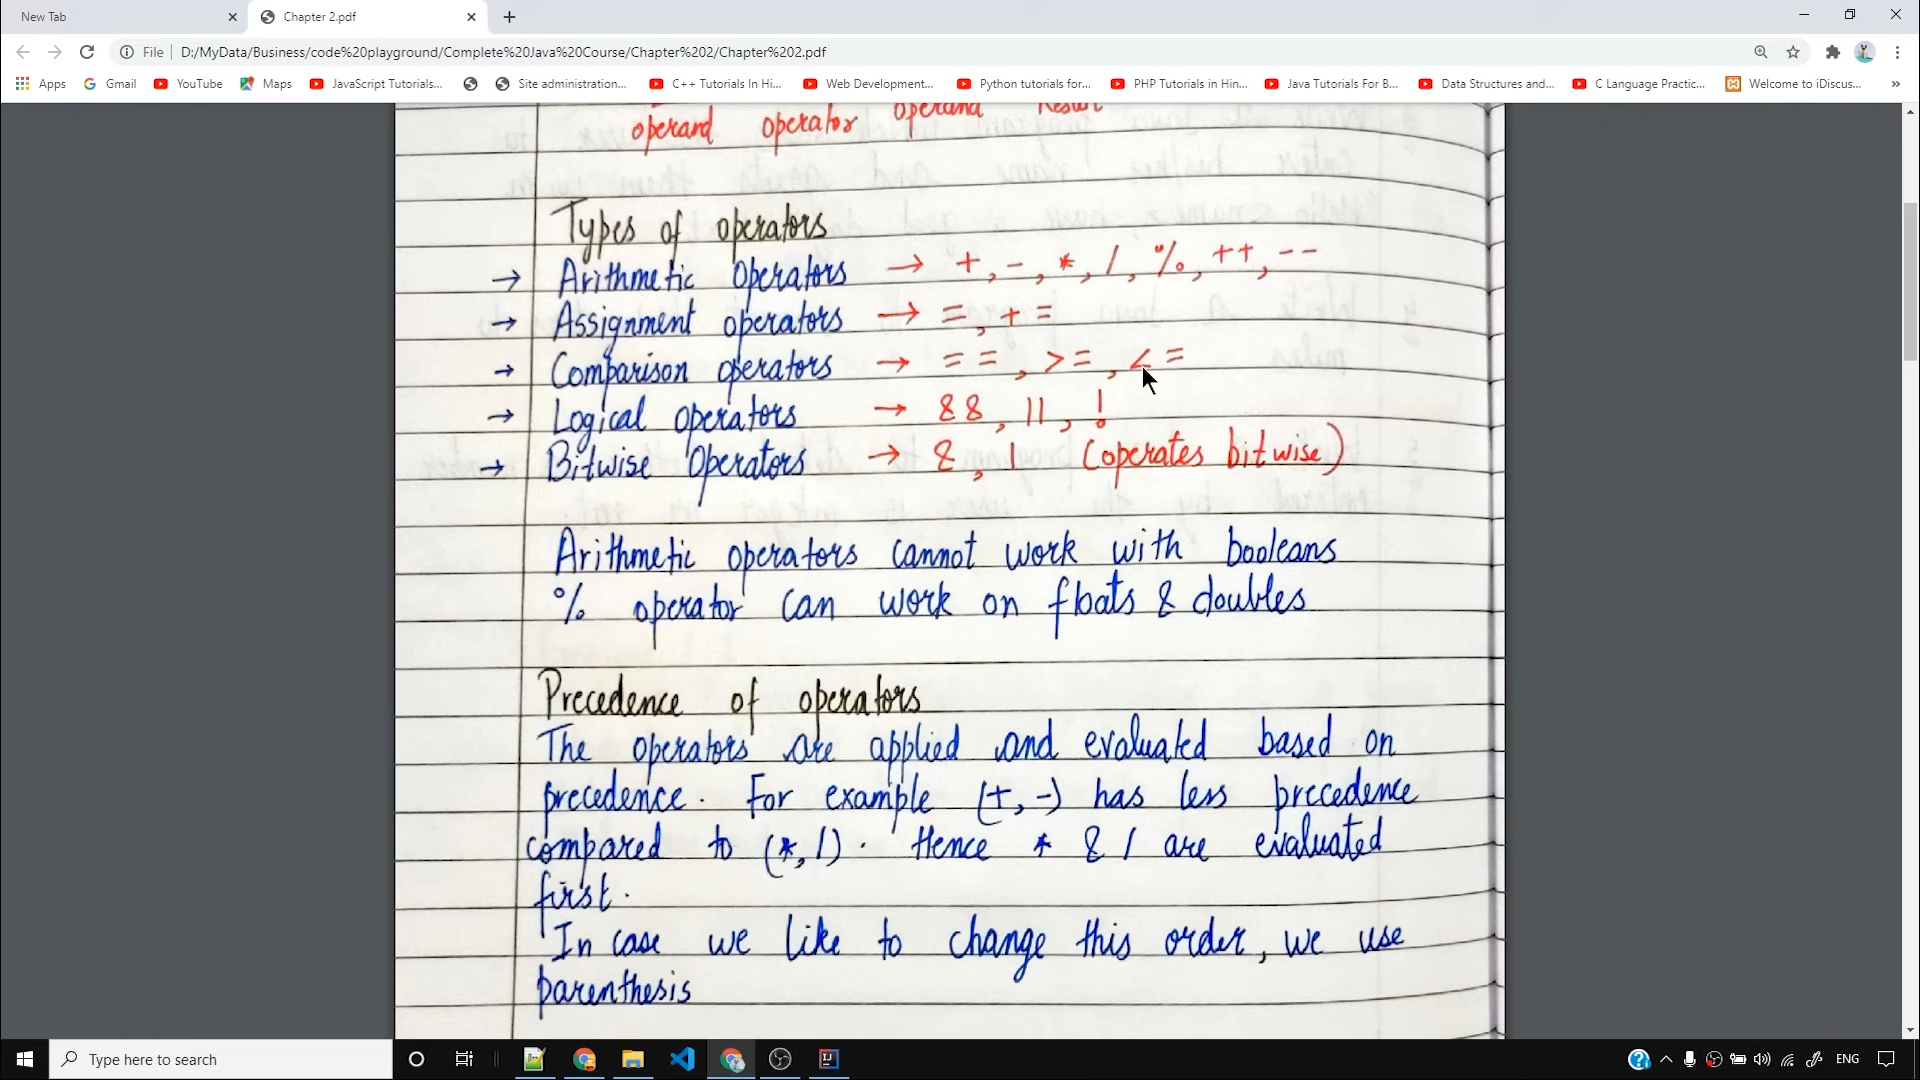 New Tab
Chapter 2.pdf
File | D:/MyData/Business/code%20playground/Complete%20Java%20Course/Chapter%202/Chapter%202.pdf
Apps Gmail YouTube Maps JavaScript Tutorials... Site administration... C++ Tutorials In Hi... Web Development... Python tutorials for... PHP Tutorials in Hin... Java Tutorials For B... Data Structures and... C Language Practic... Welcome to iDiscus... »
operand operator operand Result
Types of operators
→ Arithmetic Operators → +, -, *, /, %, ++, --
→ Assignment operators → =, +=
→ Comparison operators → ==, >=, <=
→ Logical operators → &&, ||, !
→ Bitwise Operators → &, | (operates bitwise)
Arithmetic operators cannot work with booleans
% operator can work on floats & doubles
Precedence of operators
The operators are applied and evaluated based on
precedence. For example (+, -) has less precedence
compared to (*, /). Hence * & / are evaluated
first.
In case we like to change this order, we use
parenthesis
Type here to search
ENG